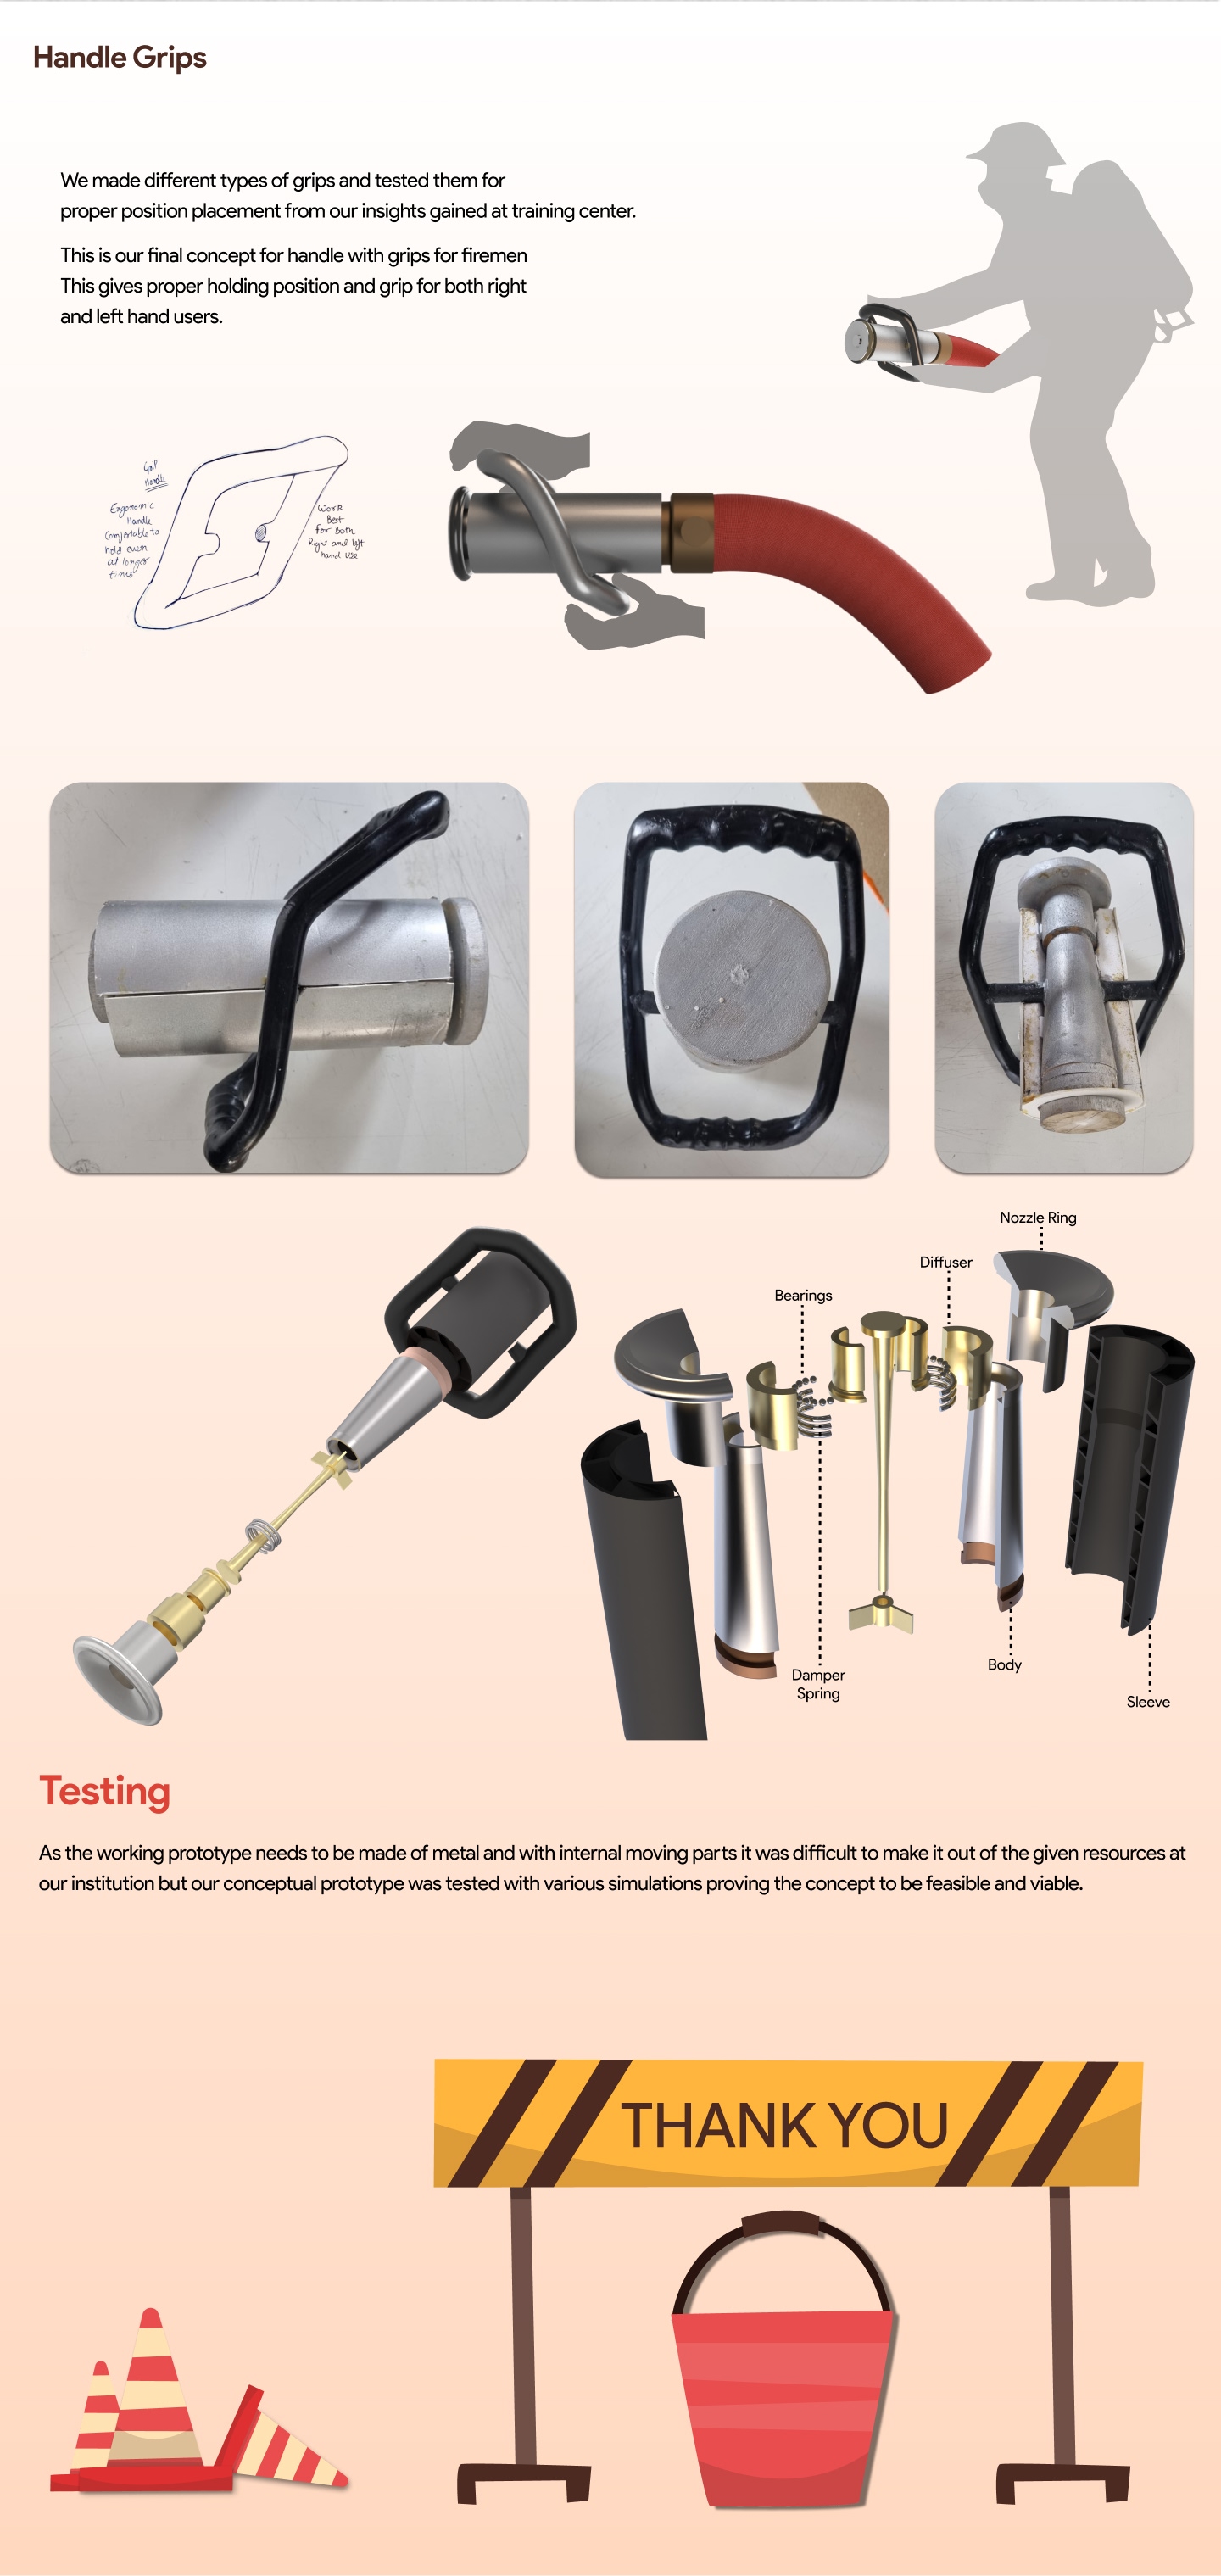 Handle Grips
We made different types of grips and tested them for
proper position placement from our insights gained at training center.
This is our final concept for handle with grips for firemen
This gives proper holding position and grip for both right
and left hand users.
Grip
Handle
Ergonomic
Handle
Comfortable to
hold even
at longer
times
Work
Best
for Both
Right and left
hand use
Nozzle Ring
Diffuser
Bearings
Damper
Spring
Body
Sleeve
Testing
As the working prototype needs to be made of metal and with internal moving parts it was difficult to make it out of the given resources at
our institution but our conceptual prototype was tested with various simulations proving the concept to be feasible and viable.
THANK YOU